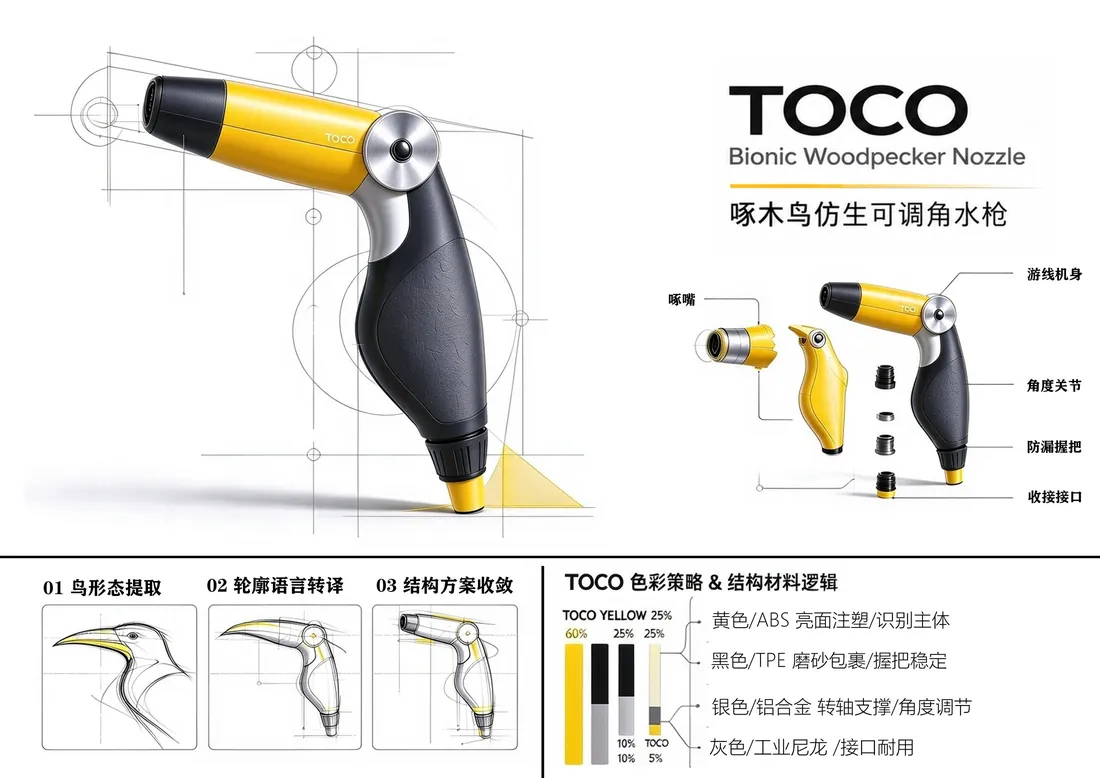 TOCO
TOCO
Bionic Woodpecker Nozzle
啄木鸟仿生可调角水枪
游线机身
啄嘴
TOCO
角度关节
防漏握把
收接接口
01 鸟形态提取
02 轮廓语言转译
03 结构方案收敛
TOCO 色彩策略 & 结构材料逻辑
TOCO YELLOW 25%
60% 25% 25%
黄色/ABS 亮面注塑/识别主体
黑色/TPE 磨砂包裹/握把稳定
银色/铝合金 转轴支撑/角度调节
灰色/工业尼龙 /接口耐用
10% TOCO
10% 5%